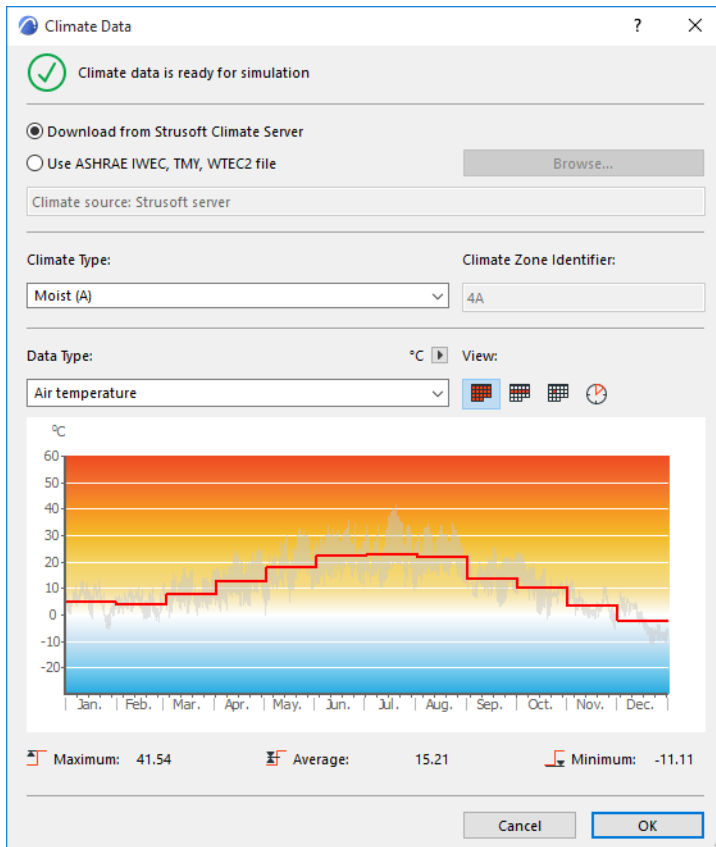 Climate Data ? ×
Climate data is ready for simulation
Download from Strusoft Climate Server
Use ASHRAE IWEC, TMY, WTEC2 file Browse...
Climate source: Strusoft server
Climate Type: Climate Zone Identifier:
Moist (A) 4A
Data Type: °C View:
Air temperature
°C
60
50
40
30
20
10
0
-10
-20
| Jan. | Feb. | Mar. | Apr. | May. | Jun. | Jul. | Aug. | Sep. | Oct. | Nov. | Dec. |
Maximum: 41.54 Average: 15.21 Minimum: -11.11
Cancel OK